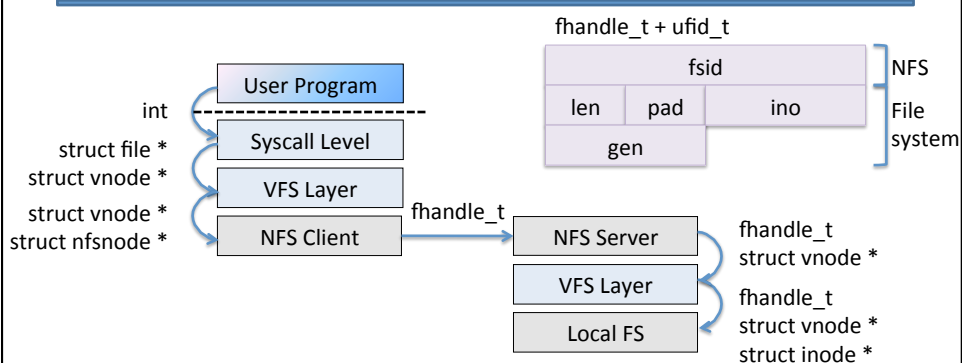 fhandle_t + ufid_t
fsid
NFS
len pad ino
File
system
gen
User Program
int
Syscall Level
struct file *
struct vnode *
VFS Layer
struct vnode *
struct nfsnode *
NFS Client
fhandle_t
NFS Server
fhandle_t
struct vnode *
VFS Layer
fhandle_t
struct vnode *
struct inode *
Local FS